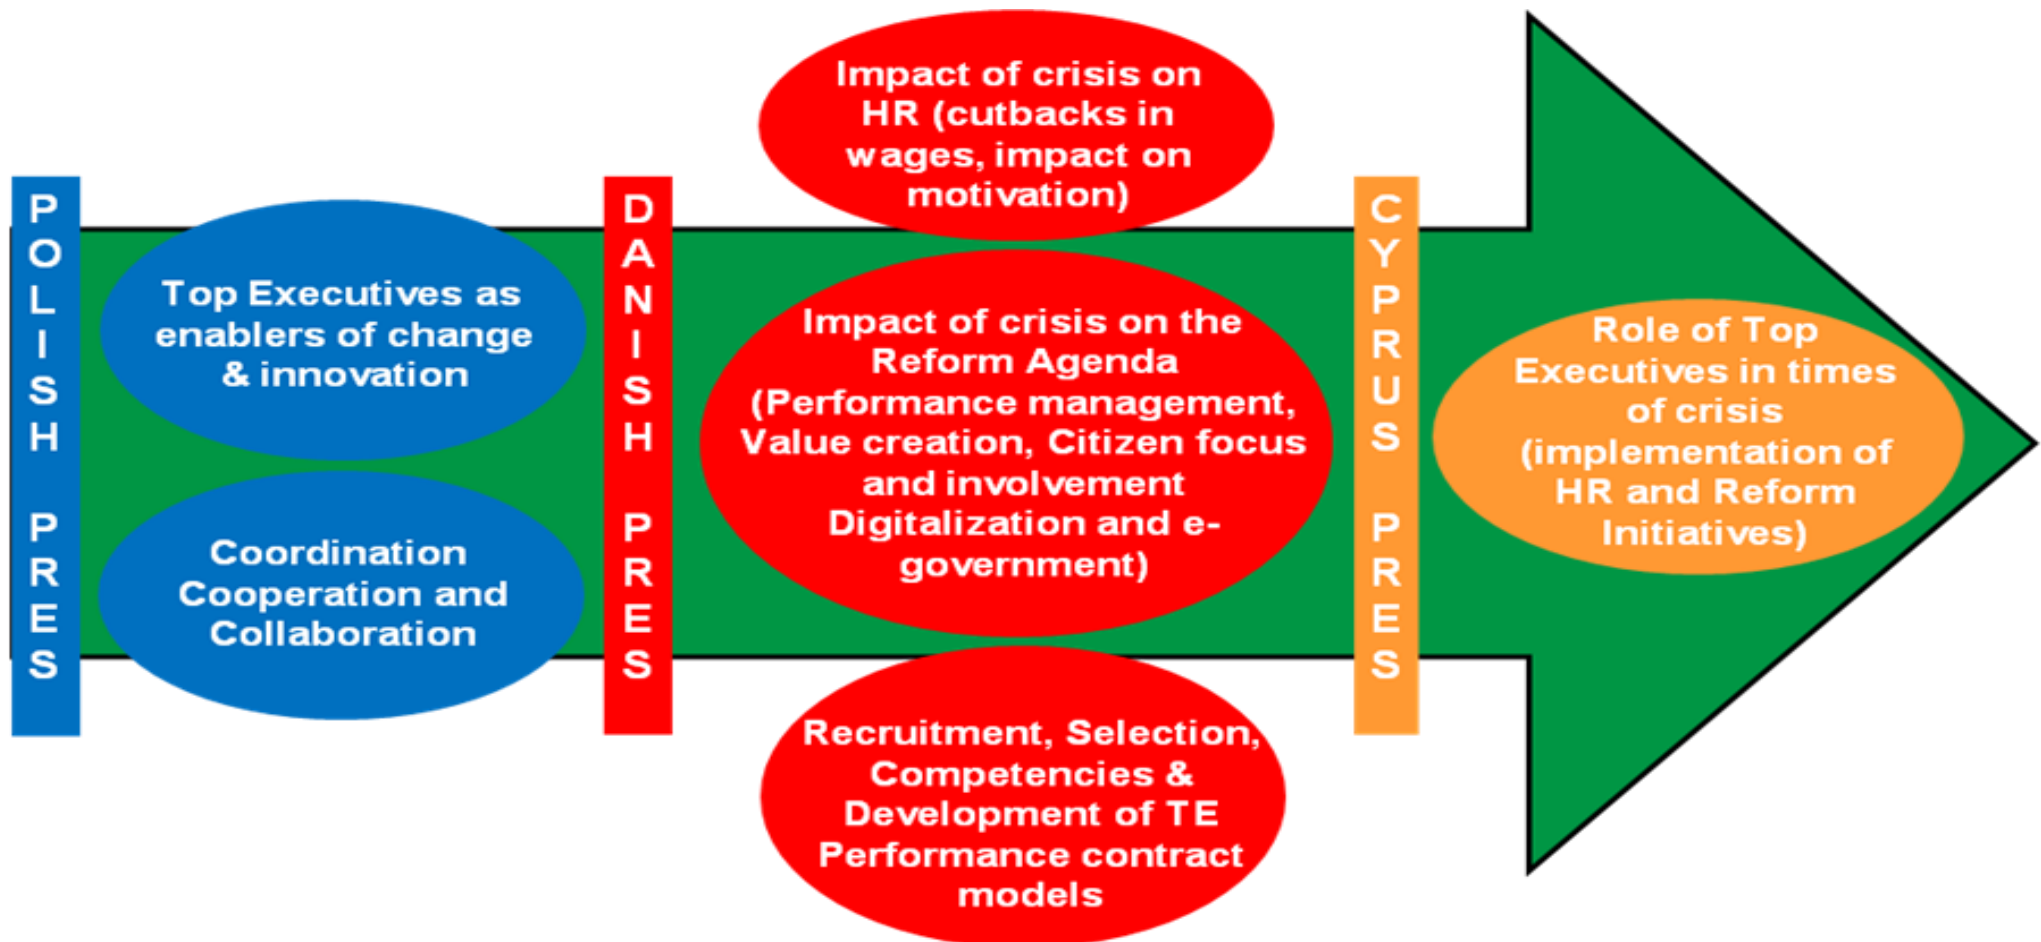 POLISH PRES
Top Executives as
enablers of change
& innovation
Coordination
Cooperation and
Collaboration
DANISH PRES
Impact of crisis on
HR (cutbacks in
wages, impact on
motivation)
Impact of crisis on the
Reform Agenda
(Performance management,
Value creation, Citizen focus
and involvement
Digitalization and e-
government)
Recruitment, Selection,
Competencies &
Development of TE
Performance contract
models
CYPRUS PRES
Role of Top
Executives in times
of crisis
(implementation of
HR and Reform
Initiatives)